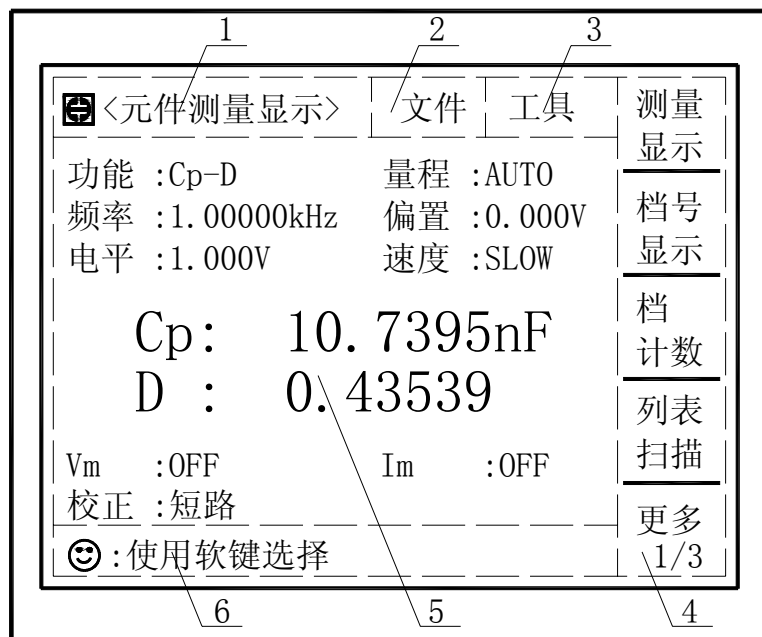 1 2 3
<元件测量显示> 文件 工具
测量
显示
功能 :Cp-D 量程 :AUTO
频率 :1.00000kHz 偏置 :0.000V
电平 :1.000V 速度 :SLOW
档号
显示
Cp: 10.7395nF
D : 0.43539
档
计数
列表
扫描
Vm :OFF Im :OFF
校正 :短路
:使用软键选择
更多
1/3
6 5 4